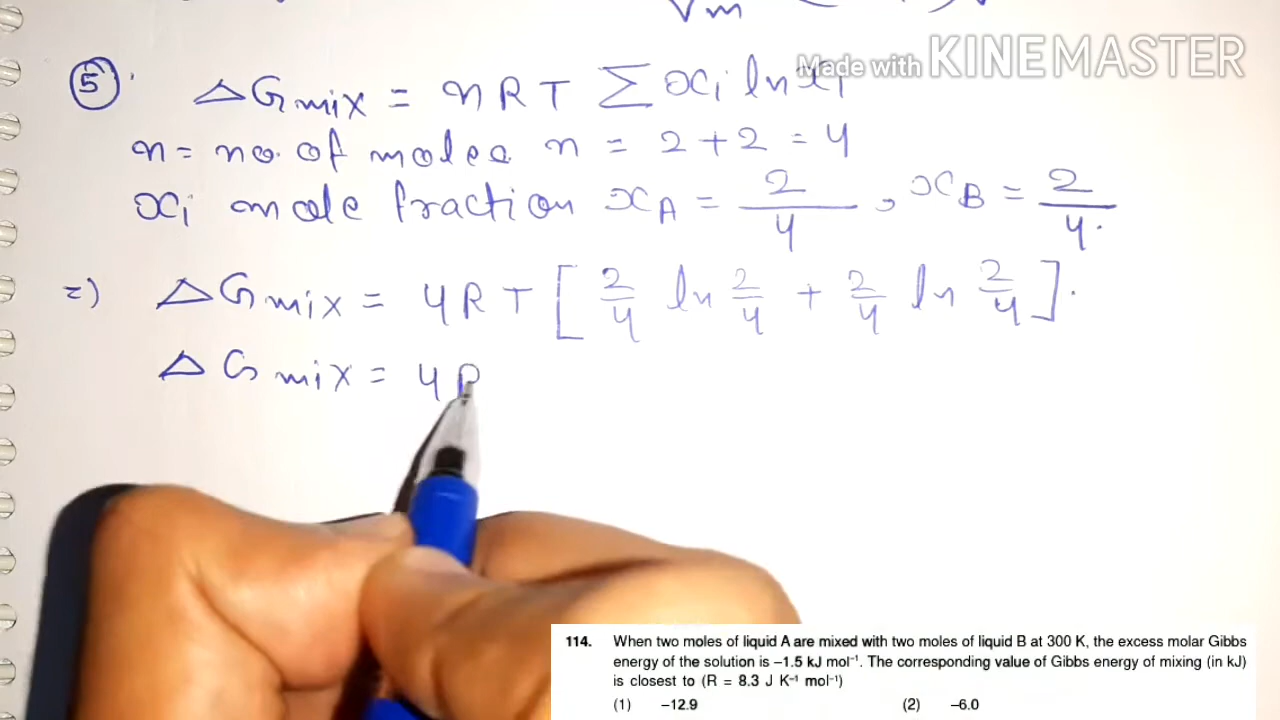 Vm
Made with KINEMASTER
5 ΔGmix = nRT Σ xi ln xi
n = no. of moles n = 2 + 2 = 4
xi mole fraction xA = 2/4 , xB = 2/4.
=) ΔGmix = 4RT [ 2/4 ln 2/4 + 2/4 ln 2/4 ].
ΔGmix = 4R
114. When two moles of liquid A are mixed with two moles of liquid B at 300 K, the excess molar Gibbs
energy of the solution is –1.5 kJ mol⁻¹. The corresponding value of Gibbs energy of mixing (in kJ)
is closest to (R = 8.3 J K⁻¹ mol⁻¹)
(1) –12.9 (2) –6.0